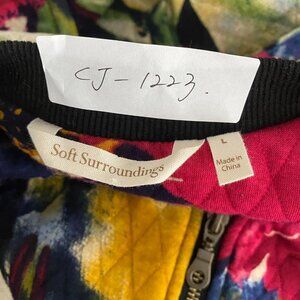 CJ-1223.
Soft Surroundings
L
Made in
China